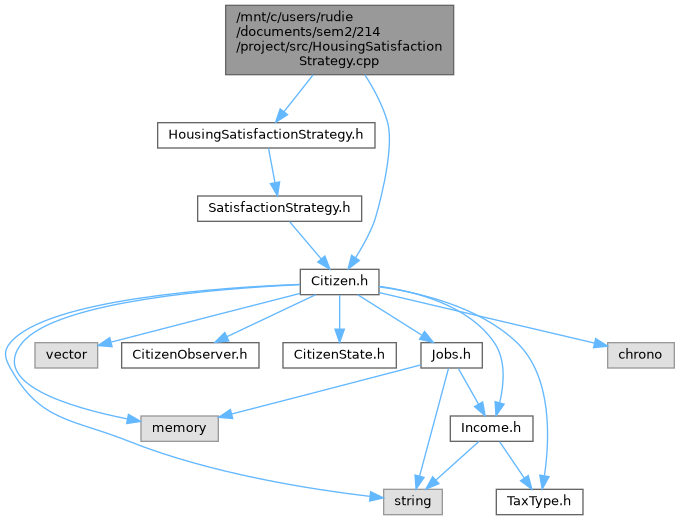 /mnt/c/users/rudie
/documents/sem2/214
/project/src/HousingSatisfaction
Strategy.cpp
HousingSatisfactionStrategy.h
SatisfactionStrategy.h
Citizen.h
vector
CitizenObserver.h
CitizenState.h
Jobs.h
chrono
memory
Income.h
string
TaxType.h